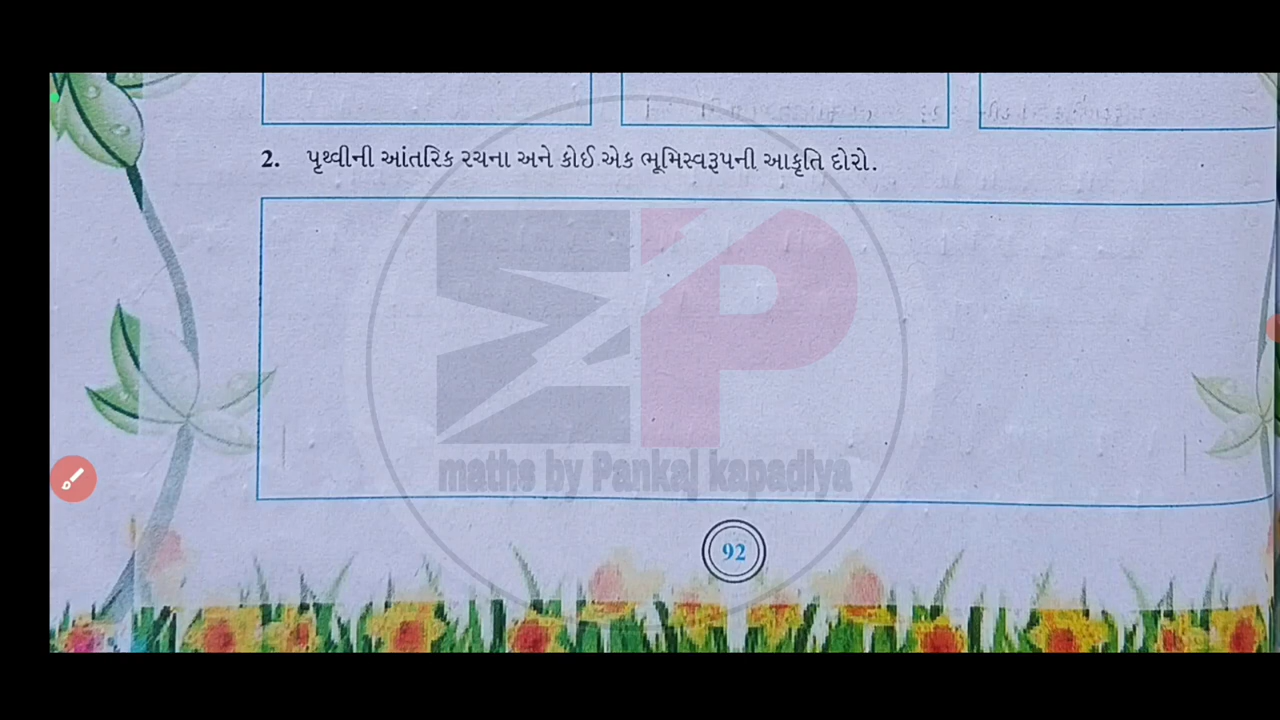 2. પૃથ્વીની આંતરિક રચના અને કોઈ એક ભૂમિસ્વરૂપની આકૃતિ દોરો.
maths by Pankaj kapadiya
92